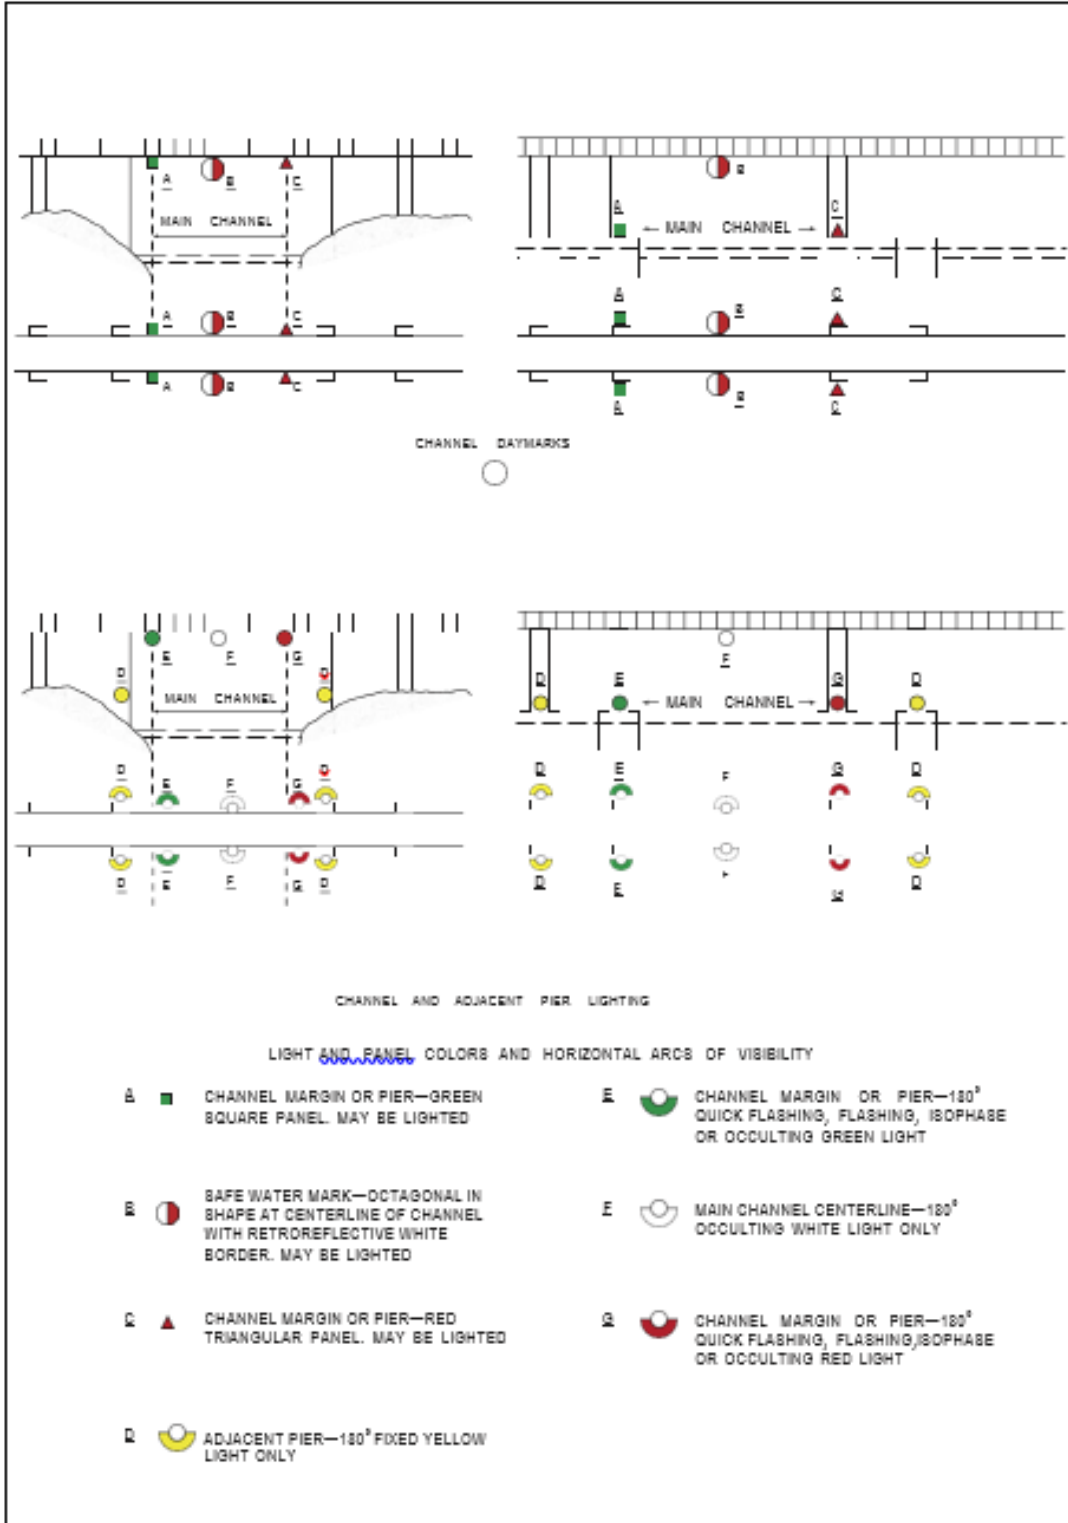 A B C
MAIN CHANNEL
A B C
A B C
B
A C
← MAIN CHANNEL →
A B C
A B C
CHANNEL DAYMARKS
E F G
D D
MAIN CHANNEL
D E F G D
D E F G D
F
D E G D
← MAIN CHANNEL →
D E F G D
D E G D
CHANNEL AND ADJACENT PIER LIGHTING
LIGHT AND PANEL COLORS AND HORIZONTAL ARCS OF VISIBILITY
A CHANNEL MARGIN OR PIER—GREEN
SQUARE PANEL. MAY BE LIGHTED
B SAFE WATER MARK—OCTAGONAL IN
SHAPE AT CENTERLINE OF CHANNEL
WITH RETROREFLECTIVE WHITE
BORDER. MAY BE LIGHTED
C CHANNEL MARGIN OR PIER—RED
TRIANGULAR PANEL. MAY BE LIGHTED
D ADJACENT PIER—180° FIXED YELLOW
LIGHT ONLY
E CHANNEL MARGIN OR PIER—180°
QUICK FLASHING, FLASHING, ISOPHASE
OR OCCULTING GREEN LIGHT
F MAIN CHANNEL CENTERLINE—180°
OCCULTING WHITE LIGHT ONLY
G CHANNEL MARGIN OR PIER—180°
QUICK FLASHING, FLASHING,ISOPHASE
OR OCCULTING RED LIGHT